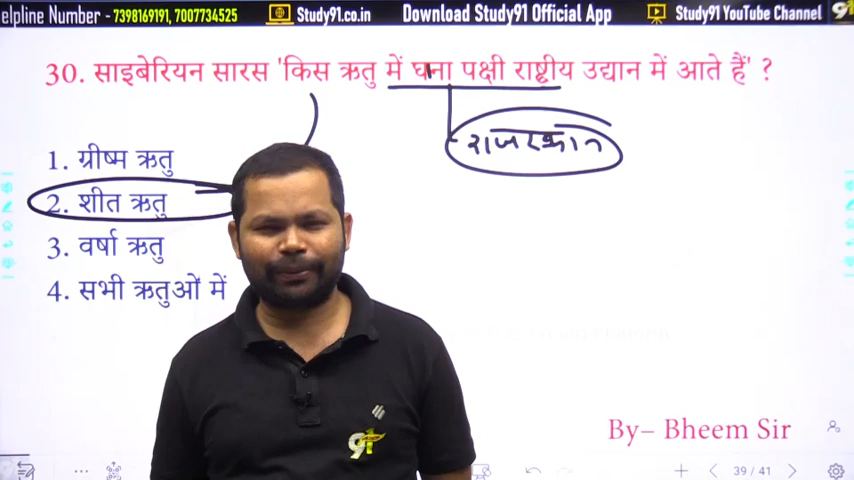 elpline Number - 7398169191, 7007734525
Study91.co.in
Download Study91 Official App
Study91 YouTube Channel
91
30. साइबेरियन सारस 'किस ऋतु में घना पक्षी राष्ट्रीय उद्यान में आते हैं' ?
राजस्थान
1. ग्रीष्म ऋतु
2. शीत ऋतु
3. वर्षा ऋतु
4. सभी ऋतुओं में
91
By– Bheem Sir
39 / 41